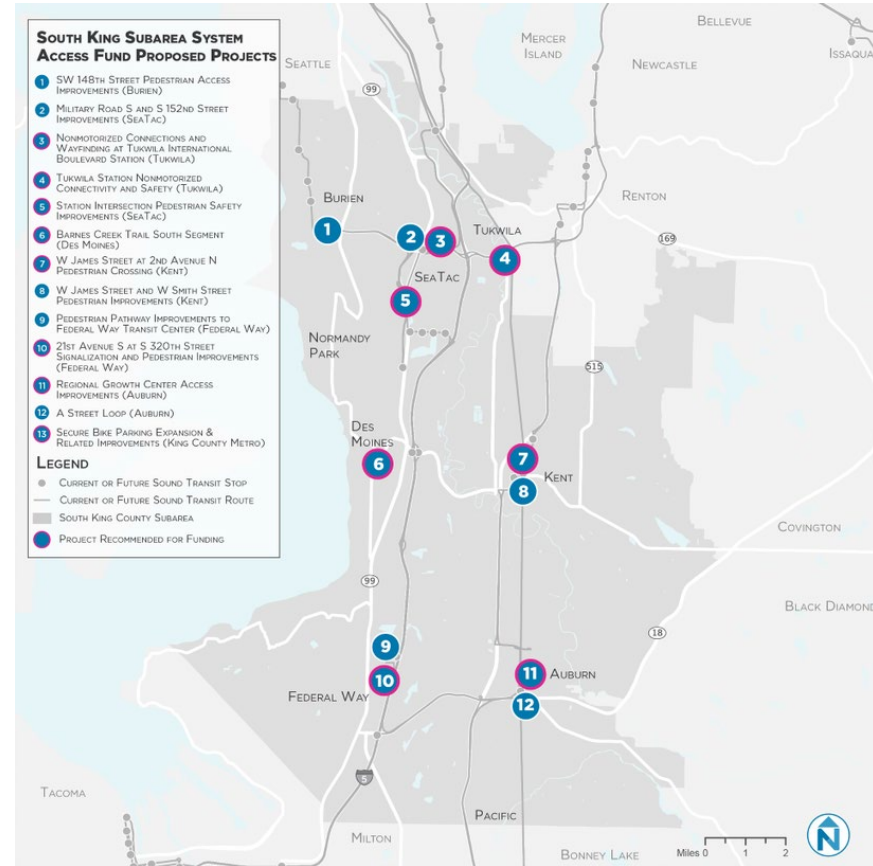 South King Subarea System
Access Fund Proposed Projects
1 SW 148th Street Pedestrian Access
Improvements (Burien)
2 Military Road S and S 152nd Street
Improvements (SeaTac)
3 Nonmotorized Connections and
Wayfinding at Tukwila International
Boulevard Station (Tukwila)
4 Tukwila Station Nonmotorized
Connectivity and Safety (Tukwila)
5 Station Intersection Pedestrian Safety
Improvements (SeaTac)
6 Barnes Creek Trail South Segment
(Des Moines)
7 W James Street at 2nd Avenue N
Pedestrian Crossing (Kent)
8 W James Street and W Smith Street
Pedestrian Improvements (Kent)
9 Pedestrian Pathway Improvements to
Federal Way Transit Center (Federal Way)
10 21st Avenue S at S 320th Street
Signalization and Pedestrian Improvements
(Federal Way)
11 Regional Growth Center Access
Improvements (Auburn)
12 A Street Loop (Auburn)
13 Secure Bike Parking Expansion &
Related Improvements (King County Metro)
Legend
Current or Future Sound Transit Stop
Current or Future Sound Transit Route
South King County Subarea
Project Recommended for Funding
Bellevue
Mercer
Island
Issaqua
Seattle
Newcastle
99
Renton
Burien
169
1
2
3
Tukwila
4
SeaTac
5
Normandy
Park
515
Des
Moines
6
7
Kent
8
Covington
99
Black Diamond
18
9
10
Federal Way
11
Auburn
12
5
Tacoma
Pacific
Milton
Bonney Lake
Miles 0 1 2
N